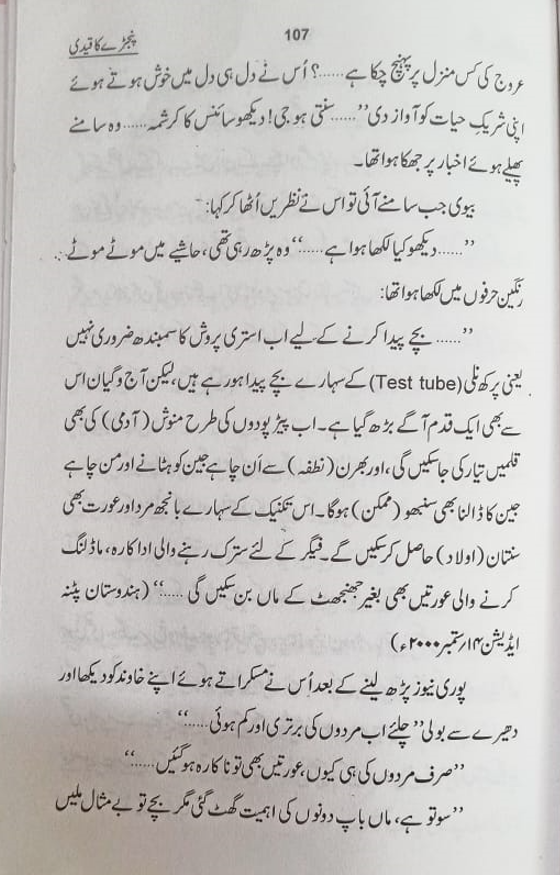 107
پنجڑے کا قیدی
عروج کی کس منزل پر پہنچ چکا ہے......؟ اُس نے دل ہی دل میں خوش ہوتے ہوئے
اپنی شریکِ حیات کو آواز دی”......سنتی ہو جی! دیکھو سائنس کا کرشمہ......وہ سامنے
پھیلے ہوئے اخبار پر جھکا ہوا تھا۔
بیوی جب سامنے آئی تو اس نے نظریں اُٹھا کر کہا:
”......دیکھو کیا لکھا ہوا ہے......“ وہ پڑھ رہی تھی، حاشیے میں موٹے موٹے
رنگین حرفوں میں لکھا ہوا تھا:
”...... بچے پیدا کرنے کے لیے اب استری پروش کا سمبندھ ضروری نہیں
یعنی پرکھ نلی (Test tube) کے سہارے بچے پیدا ہو رہے ہیں، لیکن آج وگیان اس
سے بھی ایک قدم آگے بڑھ گیا ہے۔ اب پیڑ پودوں کی طرح منوش (آدمی) کی بھی
قلمیں تیار کی جا سکیں گی، اور بھرن (نطفہ) سے اَن چاہے جین کو ہٹانے اور من چاہے
جین کا ڈالنا بھی سنبھو (ممکن) ہوگا۔ اس تکنیک کے سہارے بانجھ مرد اور عورت بھی
سنتان (اولاد) حاصل کر سکیں گے۔ فیگر کے لئے سترک رہنے والی اداکارہ، ماڈلنگ
کرنے والی عورتیں بھی بغیر جھنجھٹ کے ماں بن سکیں گی ......“ (ہندوستان پٹنہ
ایڈیشن ۱۴؍ ستمبر ۲۰۰۰ء)
پوری نیوز پڑھ لینے کے بعد اُس نے مسکراتے ہوئے اپنے خاوند کو دیکھا اور
دھیرے سے بولی ”چلئے اب مردوں کی برتری اور کم ہوئی......“
”صرف مردوں کی ہی کیوں، عورتیں بھی تو ناکارہ ہو گئیں......“
”سو تو ہے، ماں باپ دونوں کی اہمیت گھٹ گئی مگر بچے تو بے مثال ملیں